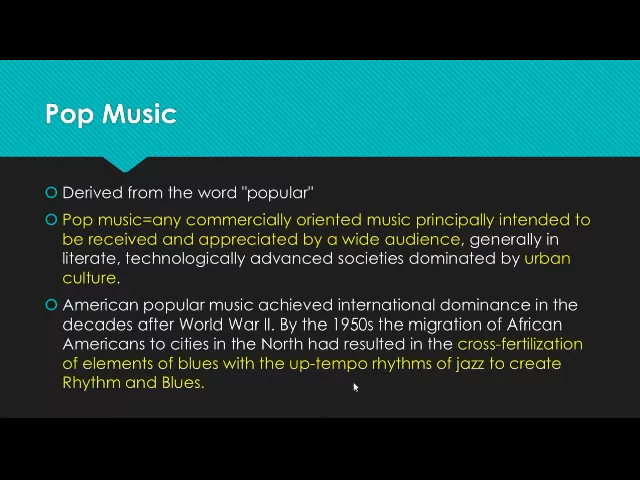 Pop Music
Derived from the word "popular"
Pop music=any commercially oriented music principally intended to
be received and appreciated by a wide audience, generally in
literate, technologically advanced societies dominated by urban
culture.
American popular music achieved international dominance in the
decades after World War II. By the 1950s the migration of African
Americans to cities in the North had resulted in the cross-fertilization
of elements of blues with the up-tempo rhythms of jazz to create
Rhythm and Blues.